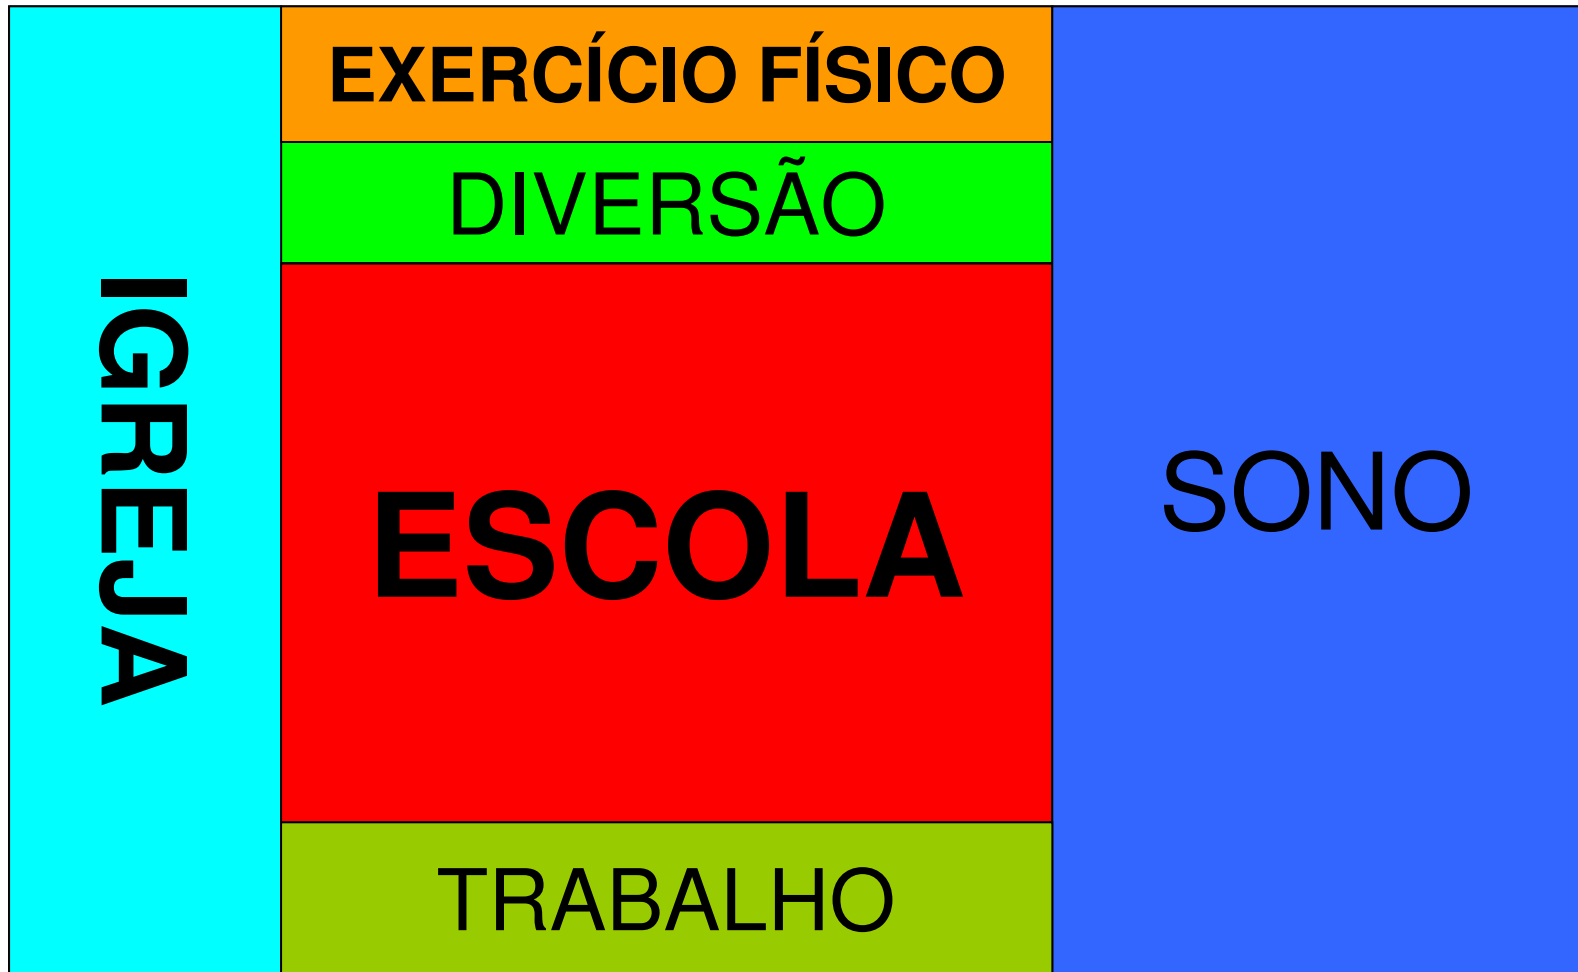 IGREJA
EXERCÍCIO FÍSICO
DIVERSÃO
ESCOLA
TRABALHO
SONO